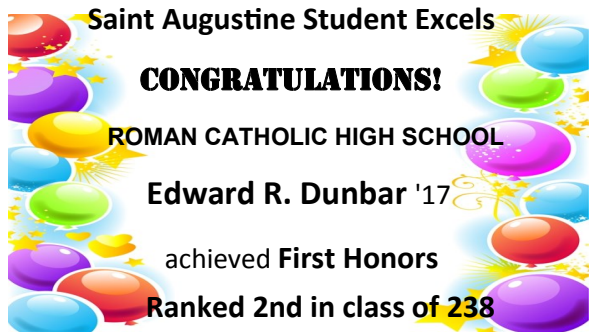 Saint Augustine Student Excels
CONGRATULATIONS!
ROMAN CATHOLIC HIGH SCHOOL
Edward R. Dunbar '17
achieved First Honors
Ranked 2nd in class of 238